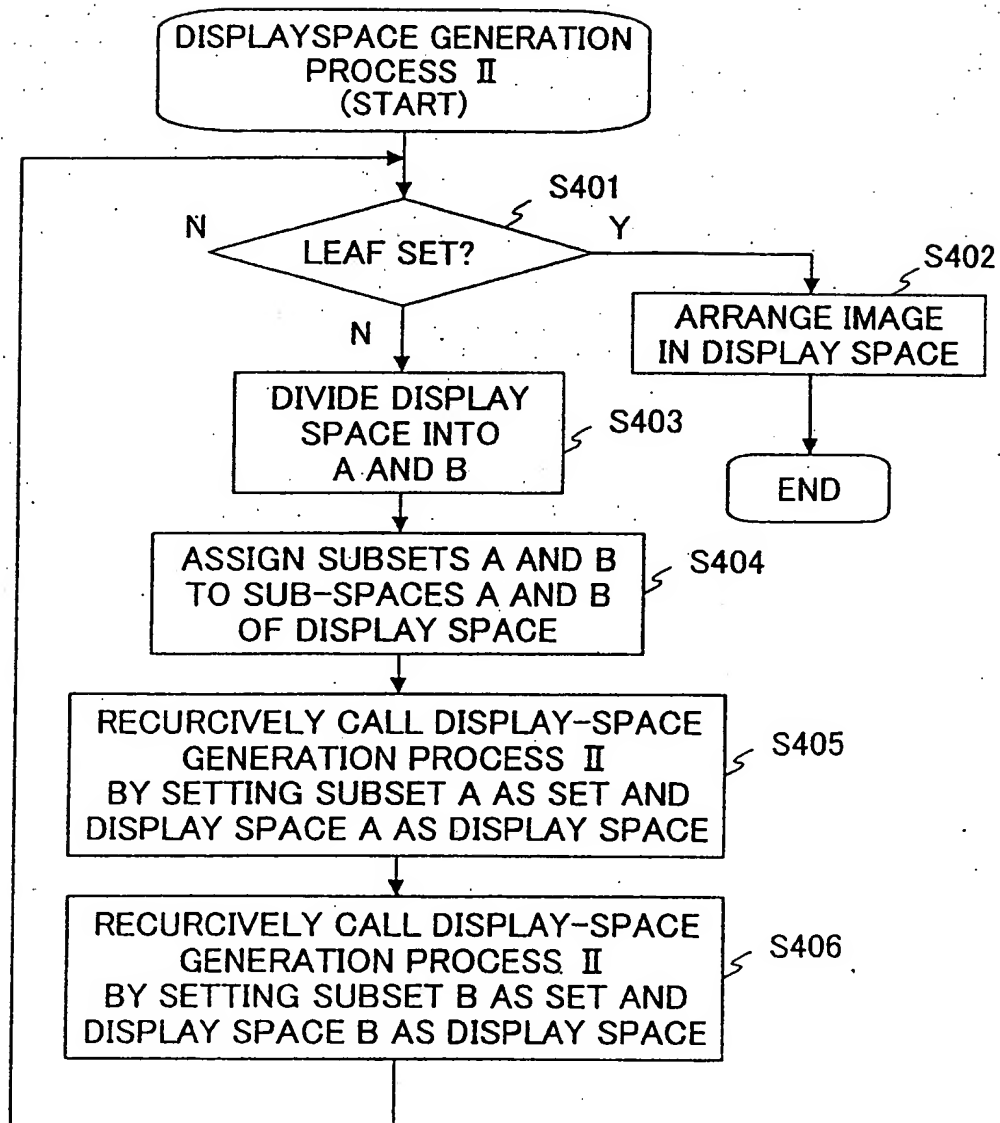 DISPLAYSPACE GENERATION
PROCESS II
(START)
S401
N
Y
LEAF SET?
S402
N
ARRANGE IMAGE
IN DISPLAY SPACE
DIVIDE DISPLAY
SPACE INTO
A AND B
S403
END
ASSIGN SUBSETS A AND B
TO SUB-SPACES A AND B
OF DISPLAY SPACE
S404
RECURCIVELY CALL DISPLAY-SPACE
GENERATION PROCESS II
BY SETTING SUBSET A AS SET AND
DISPLAY SPACE A AS DISPLAY SPACE
S405
RECURCIVELY CALL DISPLAY-SPACE
GENERATION PROCESS II
BY SETTING SUBSET B AS SET AND
DISPLAY SPACE B AS DISPLAY SPACE
S406